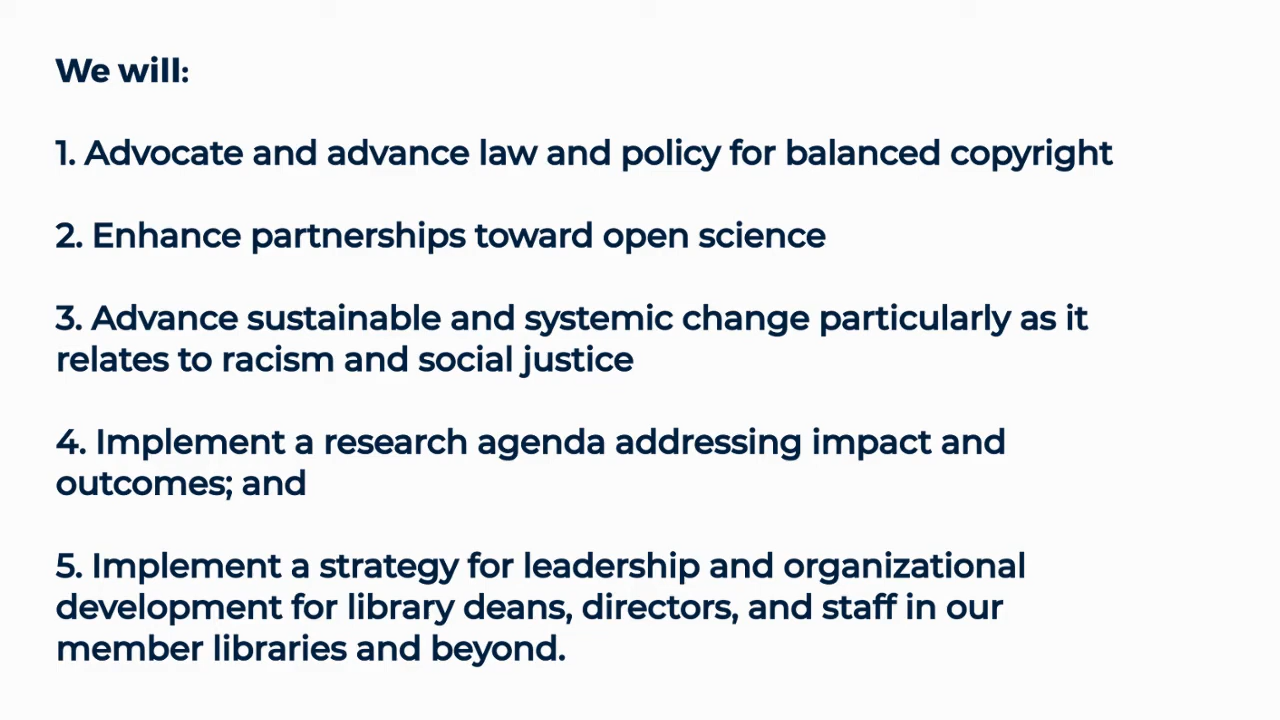 We will:
1. Advocate and advance law and policy for balanced copyright
2. Enhance partnerships toward open science
3. Advance sustainable and systemic change particularly as it
relates to racism and social justice
4. Implement a research agenda addressing impact and
outcomes; and
5. Implement a strategy for leadership and organizational
development for library deans, directors, and staff in our
member libraries and beyond.